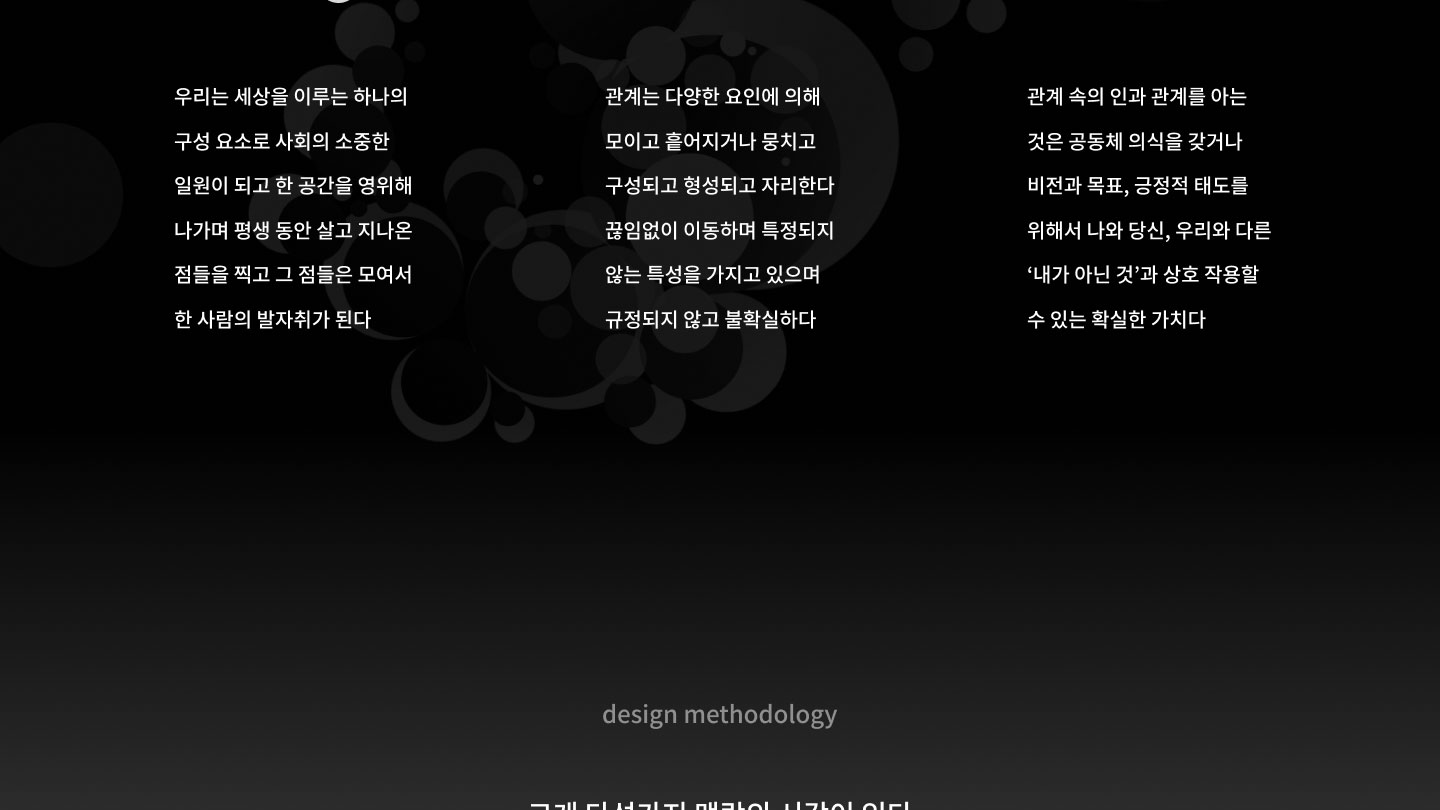 우리는 세상을 이루는 하나의
구성 요소로 사회의 소중한
일원이 되고 한 공간을 영위해
나가며 평생 동안 살고 지나온
점들을 찍고 그 점들은 모여서
한 사람의 발자취가 된다
관계는 다양한 요인에 의해
모이고 흩어지거나 뭉치고
구성되고 형성되고 자리한다
끊임없이 이동하며 특정되지
않는 특성을 가지고 있으며
규정되지 않고 불확실하다
관계 속의 인과 관계를 아는
것은 공동체 의식을 갖거나
비전과 목표, 긍정적 태도를
위해서 나와 당신, 우리와 다른
‘내가 아닌 것’과 상호 작용할
수 있는 확실한 가치다
design methodology